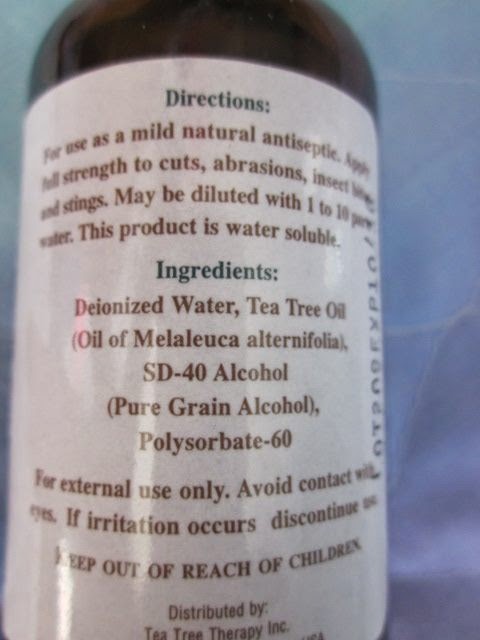 Directions:
For use as a mild natural antiseptic. Apply
full strength to cuts, abrasions, insect bites
and stings. May be diluted with 1 to 10 parts
water. This product is water soluble.
Ingredients:
Deionized Water, Tea Tree Oil
(Oil of Melaleuca alternifolia),
SD-40 Alcohol
(Pure Grain Alcohol),
Polysorbate-60
For external use only. Avoid contact with
eyes. If irritation occurs discontinue use.
KEEP OUT OF REACH OF CHILDREN.
Distributed by:
Tea Tree Therapy Inc.
USA